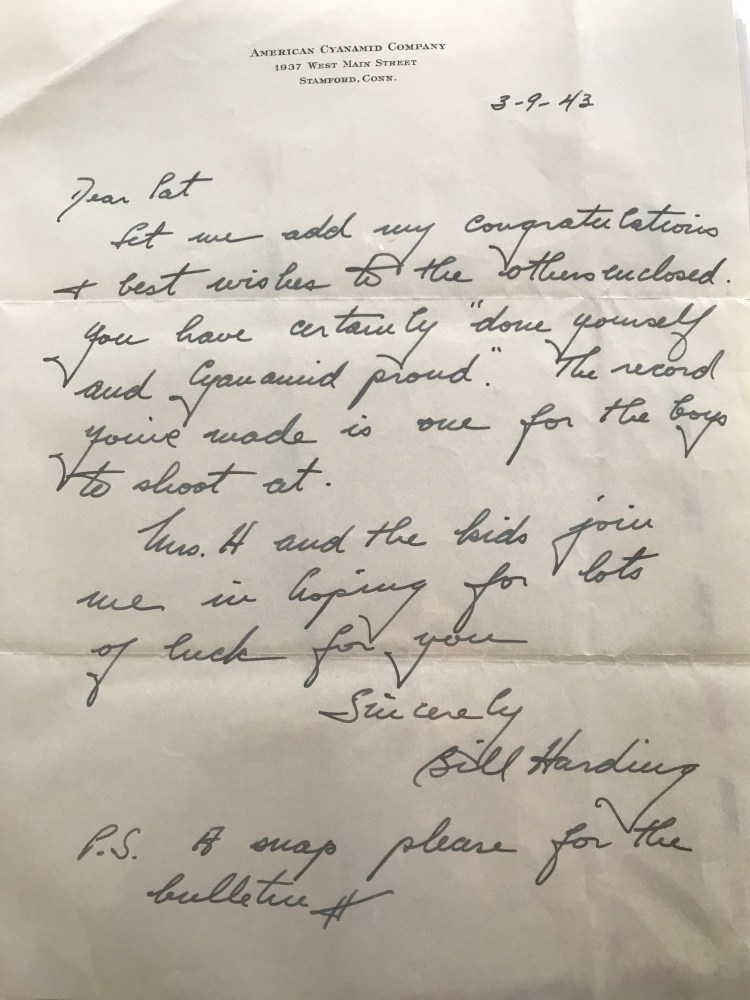 AMERICAN CYANAMID COMPANY
1937 WEST MAIN STREET
STAMFORD, CONN.
3-9-43
Dear Pat
Let me add my congratulations
+ best wishes to the others enclosed.
You have certainly "done yourself
and Cyanamid proud." The record
you've made is one for the boys
to shoot at.
Mrs. H and the kids join
me in hoping for lots
of luck for you
Sincerely
Bill Harding
P.S. A snap please for the
bulletin H